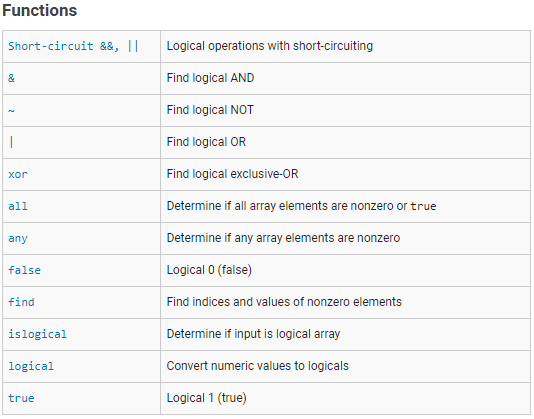 Functions
Short-circuit &&, || Logical operations with short-circuiting
& Find logical AND
~ Find logical NOT
| Find logical OR
xor Find logical exclusive-OR
all Determine if all array elements are nonzero or true
any Determine if any array elements are nonzero
false Logical 0 (false)
find Find indices and values of nonzero elements
islogical Determine if input is logical array
logical Convert numeric values to logicals
true Logical 1 (true)